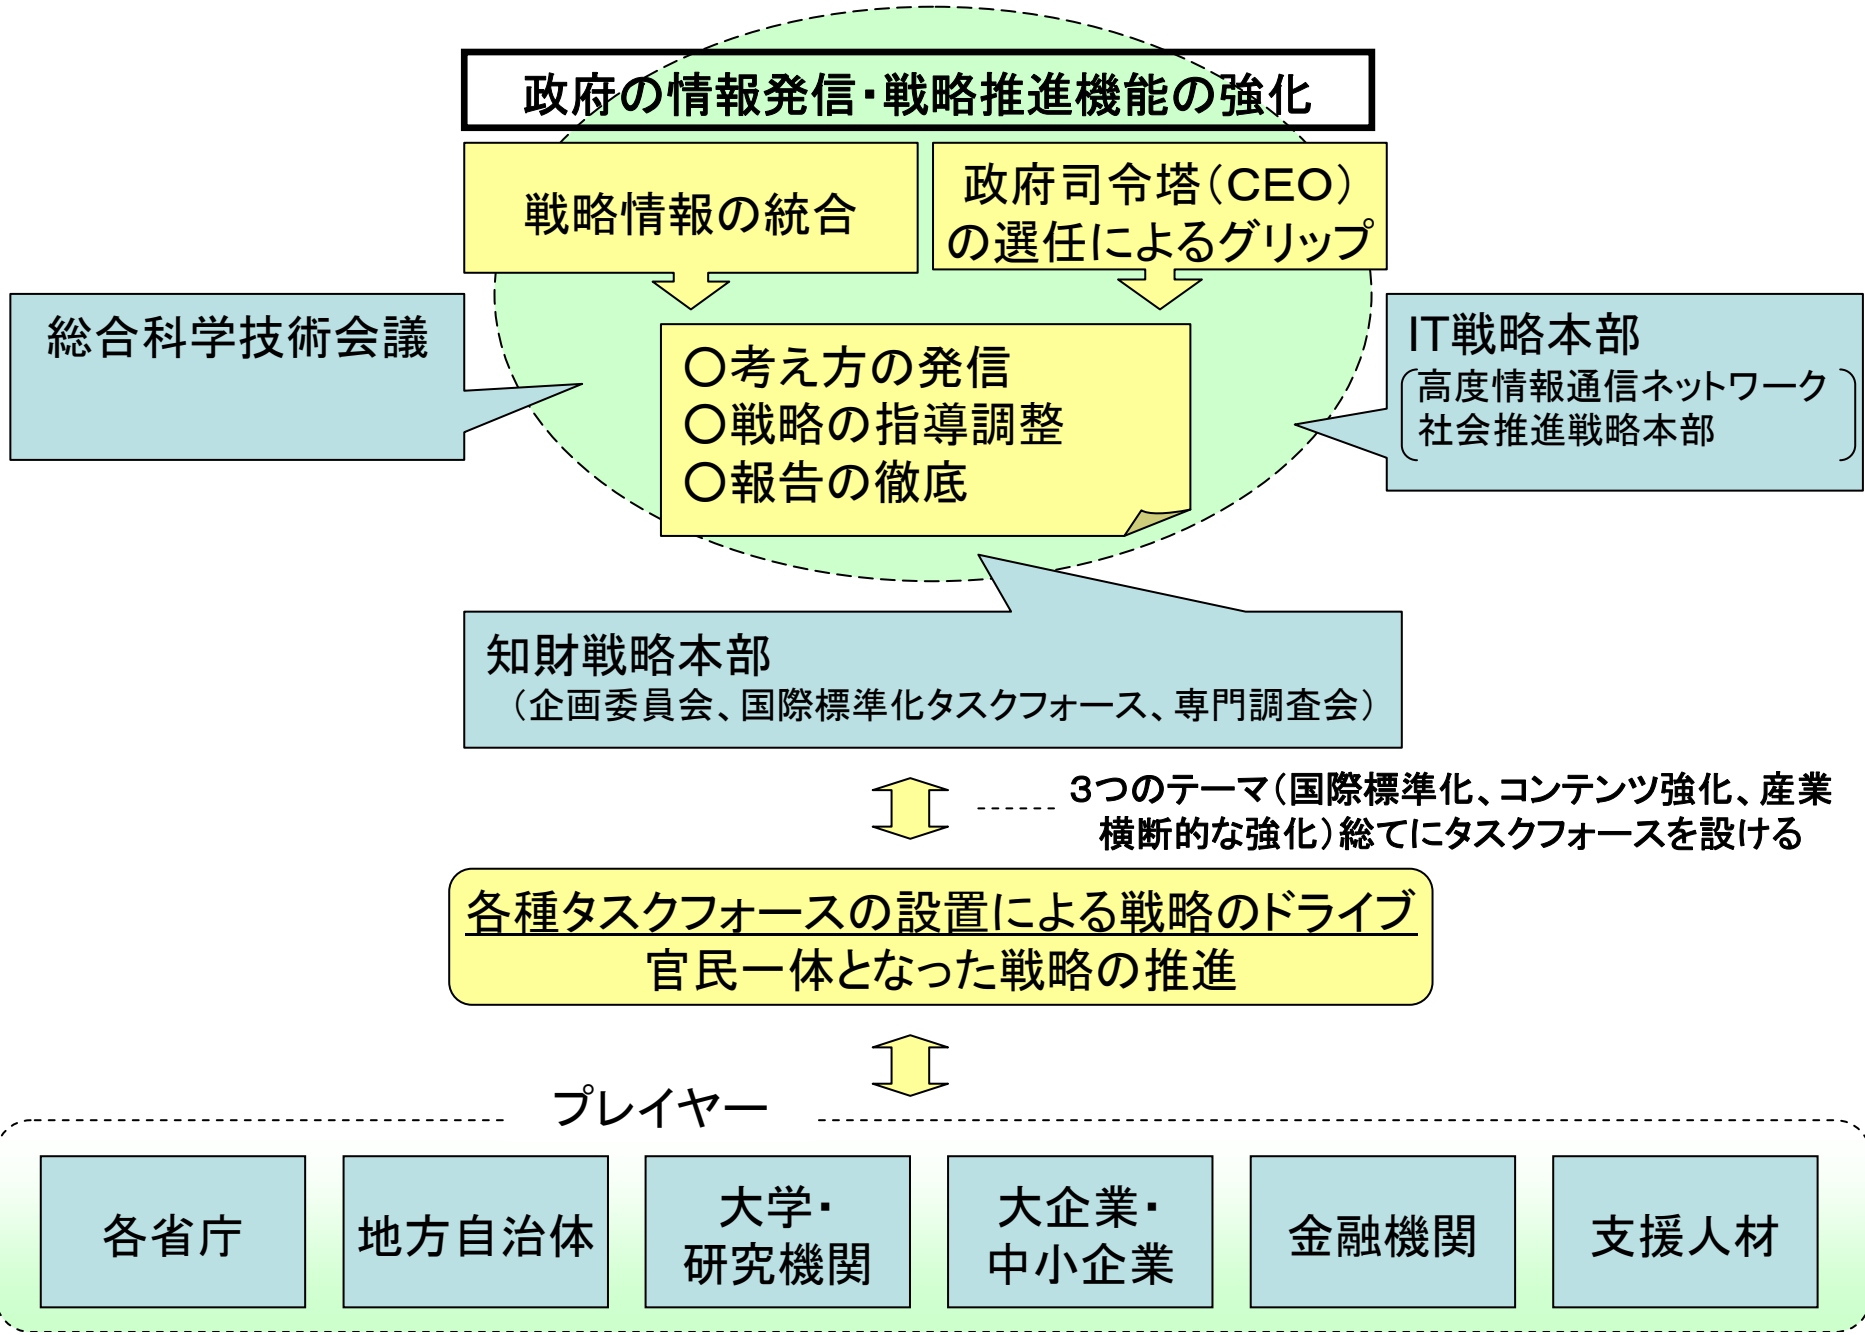 政府の情報発信・戦略推進機能の強化
戦略情報の統合
政府司令塔(CEO)
の選任によるグリップ
総合科学技術会議
○考え方の発信
○戦略の指導調整
○報告の徹底
IT戦略本部
高度情報通信ネットワーク
社会推進戦略本部
知財戦略本部
(企画委員会、国際標準化タスクフォース、専門調査会)
3つのテーマ(国際標準化、コンテンツ強化、産業
横断的な強化)総てにタスクフォースを設ける
各種タスクフォースの設置による戦略のドライブ
官民一体となった戦略の推進
プレイヤー
各省庁
地方自治体
大学・
研究機関
大企業・
中小企業
金融機関
支援人材